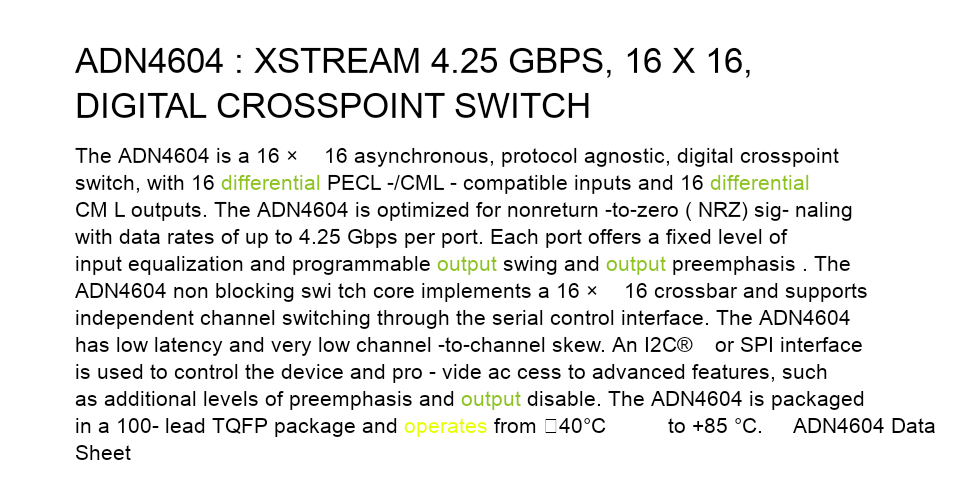 ADN4604 : XSTREAM 4.25 GBPS, 16 X 16,
DIGITAL CROSSPOINT SWITCH
The ADN4604 is a 16 × 16 asynchronous, protocol agnostic, digital crosspoint
switch, with 16 differential PECL -/CML - compatible inputs and 16 differential
CM L outputs. The ADN4604 is optimized for nonreturn -to-zero ( NRZ) sig- naling
with data rates of up to 4.25 Gbps per port. Each port offers a fixed level of
input equalization and programmable output swing and output preemphasis . The
ADN4604 non blocking swi tch core implements a 16 × 16 crossbar and supports
independent channel switching through the serial control interface. The ADN4604
has low latency and very low channel -to-channel skew. An I2C® or SPI interface
is used to control the device and pro - vide ac cess to advanced features, such
as additional levels of preemphasis and output disable. The ADN4604 is packaged
in a 100- lead TQFP package and operates from □40°C to +85 °C. ADN4604 Data
Sheet